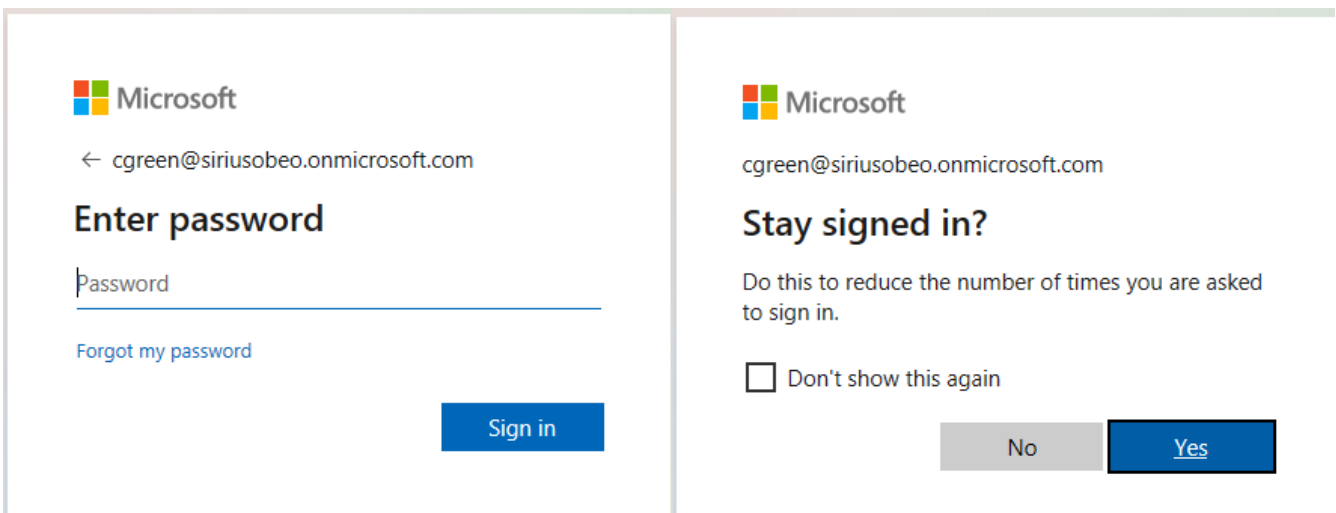 Microsoft
← cgreen@siriusobeo.onmicrosoft.com
Enter password
Password
Forgot my password
Sign in
Microsoft
cgreen@siriusobeo.onmicrosoft.com
Stay signed in?
Do this to reduce the number of times you are asked
to sign in.
Don't show this again
No
Yes